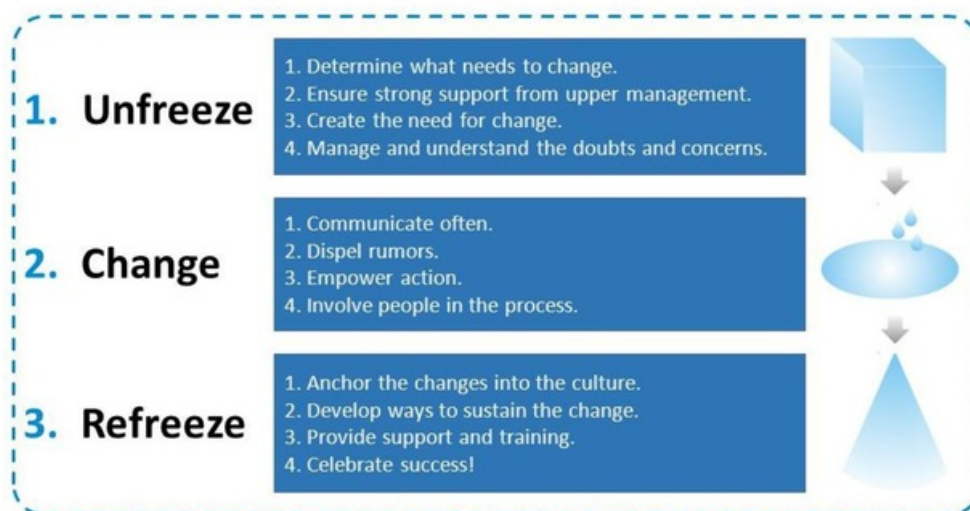 1. Unfreeze
1. Determine what needs to change.
2. Ensure strong support from upper management.
3. Create the need for change.
4. Manage and understand the doubts and concerns.
2. Change
1. Communicate often.
2. Dispel rumors.
3. Empower action.
4. Involve people in the process.
3. Refreeze
1. Anchor the changes into the culture.
2. Develop ways to sustain the change.
3. Provide support and training.
4. Celebrate success!